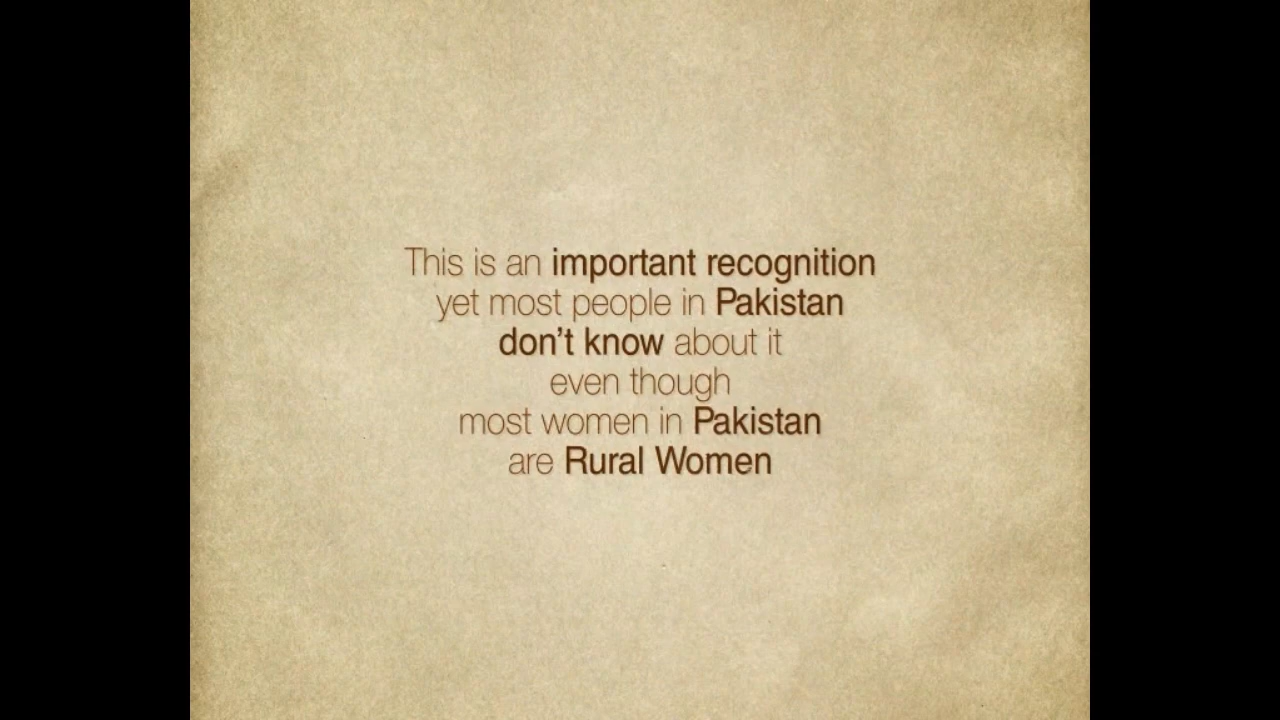 This is an important recognition
yet most people in Pakistan
don't know about it
even though
most women in Pakistan
are Rural Women